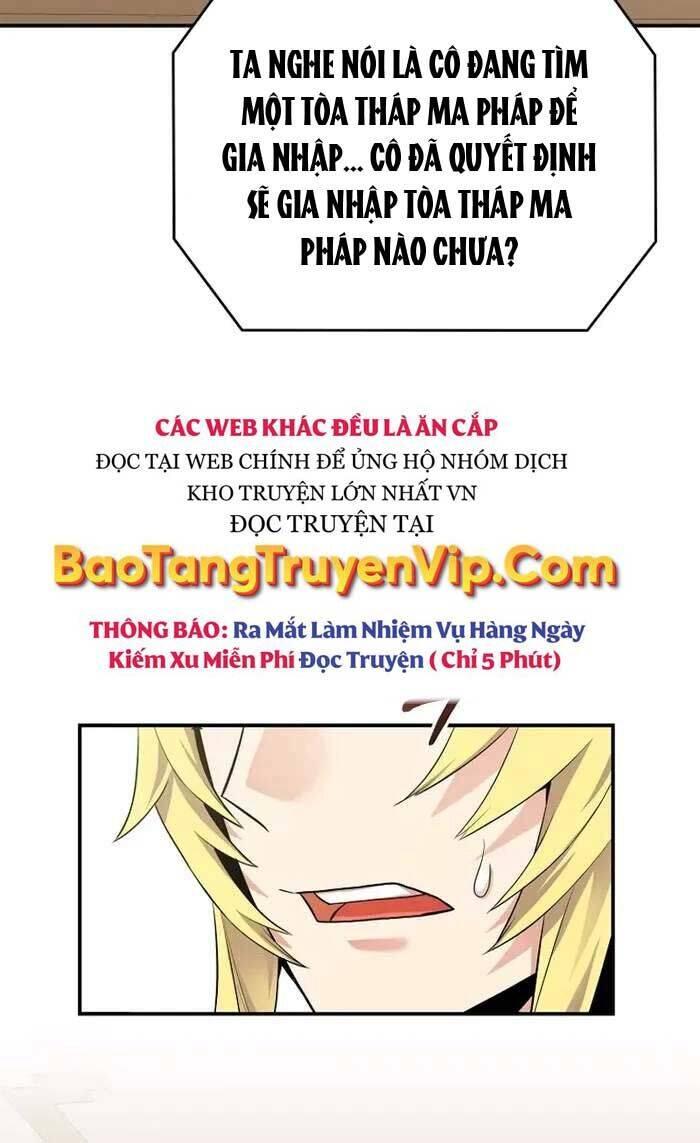 TA NGHE NÓI LÀ CÔ ĐANG TÌM
MỘT TÒA THÁP MA PHÁP ĐỂ
GIA NHẬP... CÔ ĐÃ QUYẾT ĐỊNH
SẼ GIA NHẬP TÒA THÁP MA
PHÁP NÀO CHƯA?
CÁC WEB KHÁC ĐỀU LÀ ĂN CẮP
ĐỌC TẠI WEB CHÍNH ĐỂ ỦNG HỘ NHÓM DỊCH
KHO TRUYỆN LỚN NHẤT VN
ĐỌC TRUYỆN TẠI
BaoTangTruyenVip.Com
THÔNG BÁO: Ra Mắt Làm Nhiệm Vụ Hàng Ngày
Kiếm Xu Miễn Phí Đọc Truyện ( Chỉ 5 Phút)